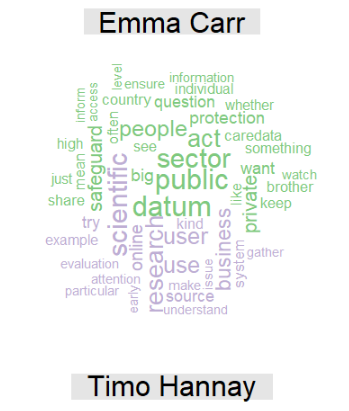 Emma Carr
level
ensure
information
individual
inform
access
country
question
whether
often
people
protection
high
safeguard
see
act
caredata
something
mean
sector
just
big
public
want
watch
share
datum
like
private
brother
keep
scientific
try
kind
example
online
research
user
business
system
gather
evaluation
use
attention
make
issue
particular
early
source
understand
Timo Hannay